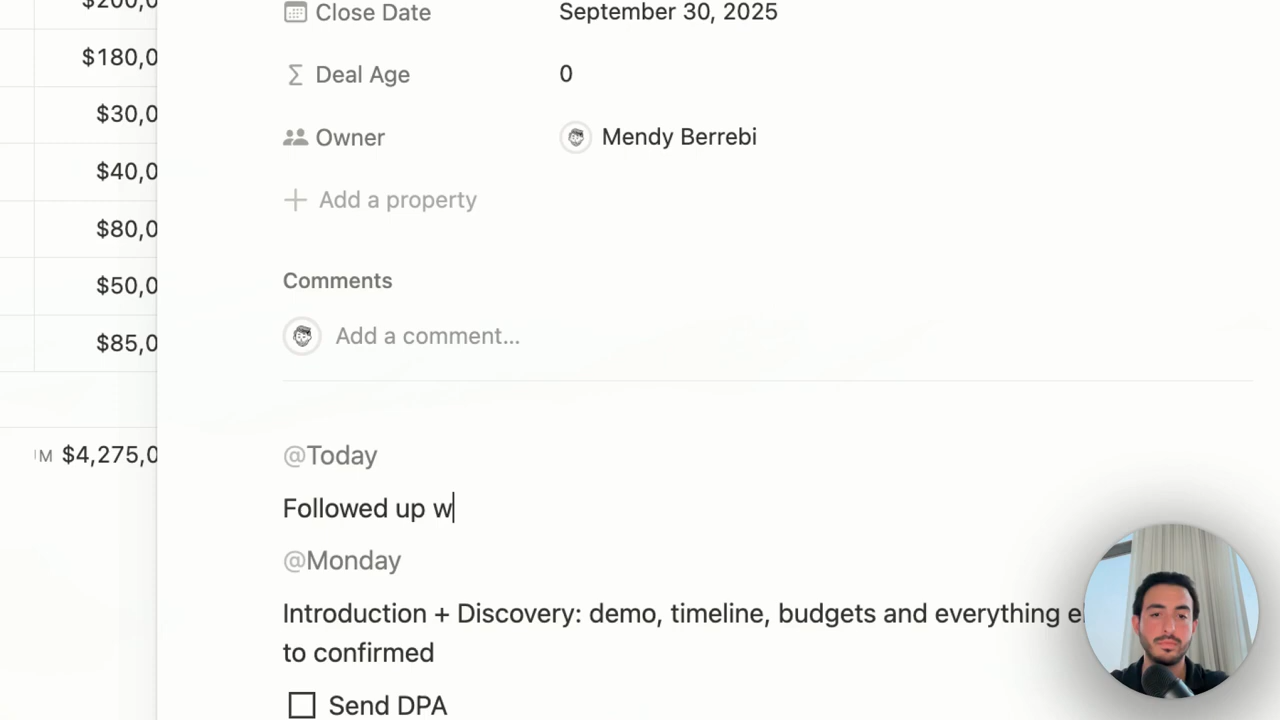 $200,0
Close Date September 30, 2025
$180,0
Deal Age 0
$30,0
Owner Mendy Berrebi
$40,0
Add a property
$80,0
Comments
$50,0
Add a comment...
$85,0
@Today
M $4,275,0
Followed up w
@Monday
Introduction + Discovery: demo, timeline, budgets and everything
to confirmed
Send DPA